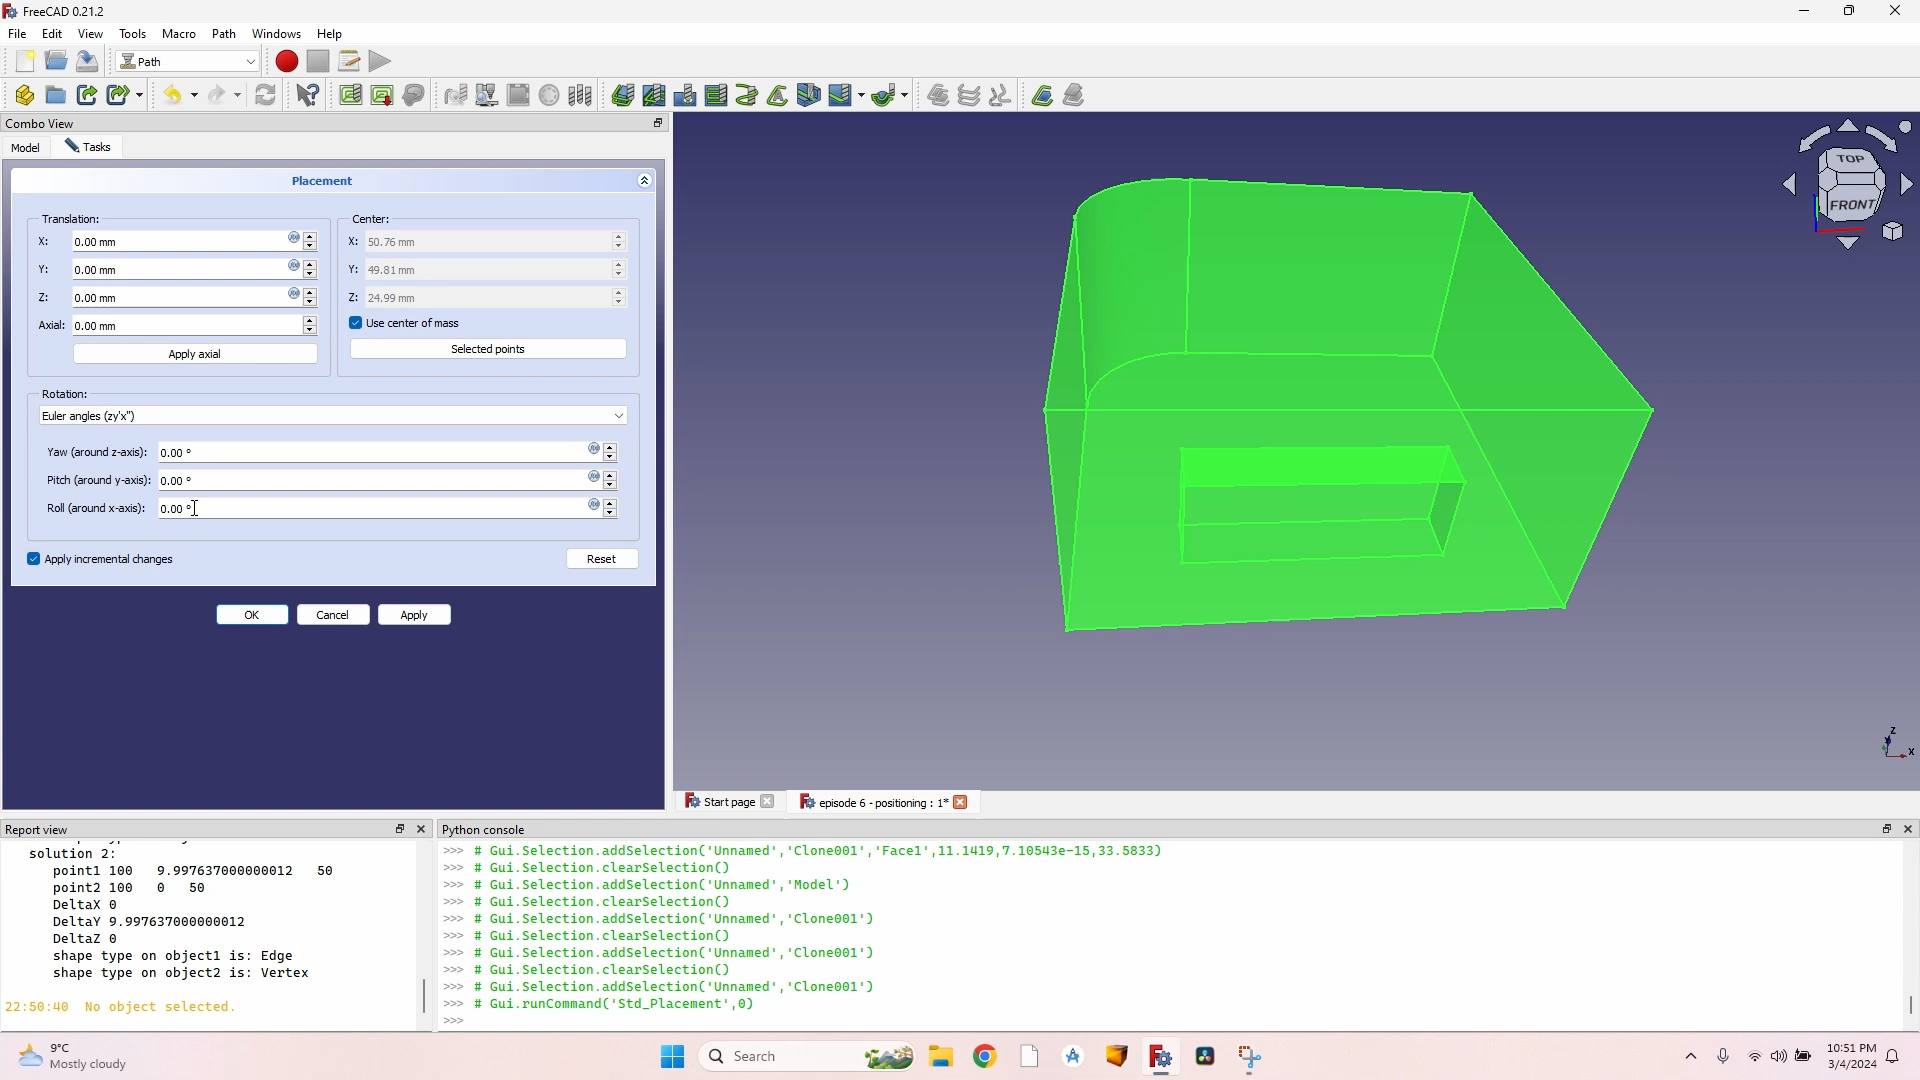 FreeCAD 0.21.2
File Edit View Tools Macro Path Windows Help
Path
Combo View
Model Tasks
Placement
Translation:
X: 0.00 mm
Y: 0.00 mm
Z: 0.00 mm
Axial: 0.00 mm
Apply axial
Center:
X: 50.76 mm
Y: 49.81 mm
Z: 24.99 mm
Use center of mass
Selected points
Rotation:
Euler angles (zy'x")
Yaw (around z-axis): 0.00 °
Pitch (around y-axis): 0.00 °
Roll (around x-axis): 0.00 °
Apply incremental changes Reset
OK Cancel Apply
TOP
FRONT
Z
X
Start page episode 6 - positioning : 1*
Report view
solution 2:
point1 100 9.997637000000012 50
point2 100 0 50
DeltaX 0
DeltaY 9.997637000000012
DeltaZ 0
shape type on object1 is: Edge
shape type on object2 is: Vertex
22:50:40 No object selected.
Python console
>>> # Gui.Selection.addSelection('Unnamed','Clone001','Face1',11.1419,7.10543e-15,33.5833)
>>> # Gui.Selection.clearSelection()
>>> # Gui.Selection.addSelection('Unnamed','Model')
>>> # Gui.Selection.clearSelection()
>>> # Gui.Selection.addSelection('Unnamed','Clone001')
>>> # Gui.Selection.clearSelection()
>>> # Gui.Selection.addSelection('Unnamed','Clone001')
>>> # Gui.Selection.clearSelection()
>>> # Gui.Selection.addSelection('Unnamed','Clone001')
>>> # Gui.runCommand('Std_Placement',0)
>>>
9°C
Mostly cloudy
Search
10:51 PM
3/4/2024